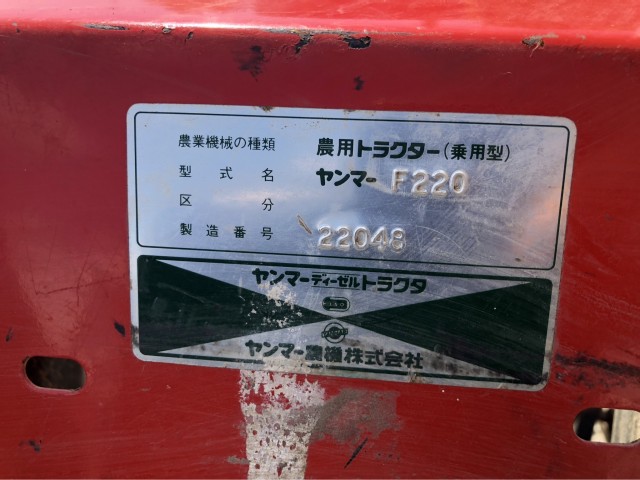 農業機械の種類 農用トラクター(乗用型)
型式名 ヤンマー F220
区分
製造番号 22048
ヤンマーディーゼルトラクタ
ヤンマー農機株式会社